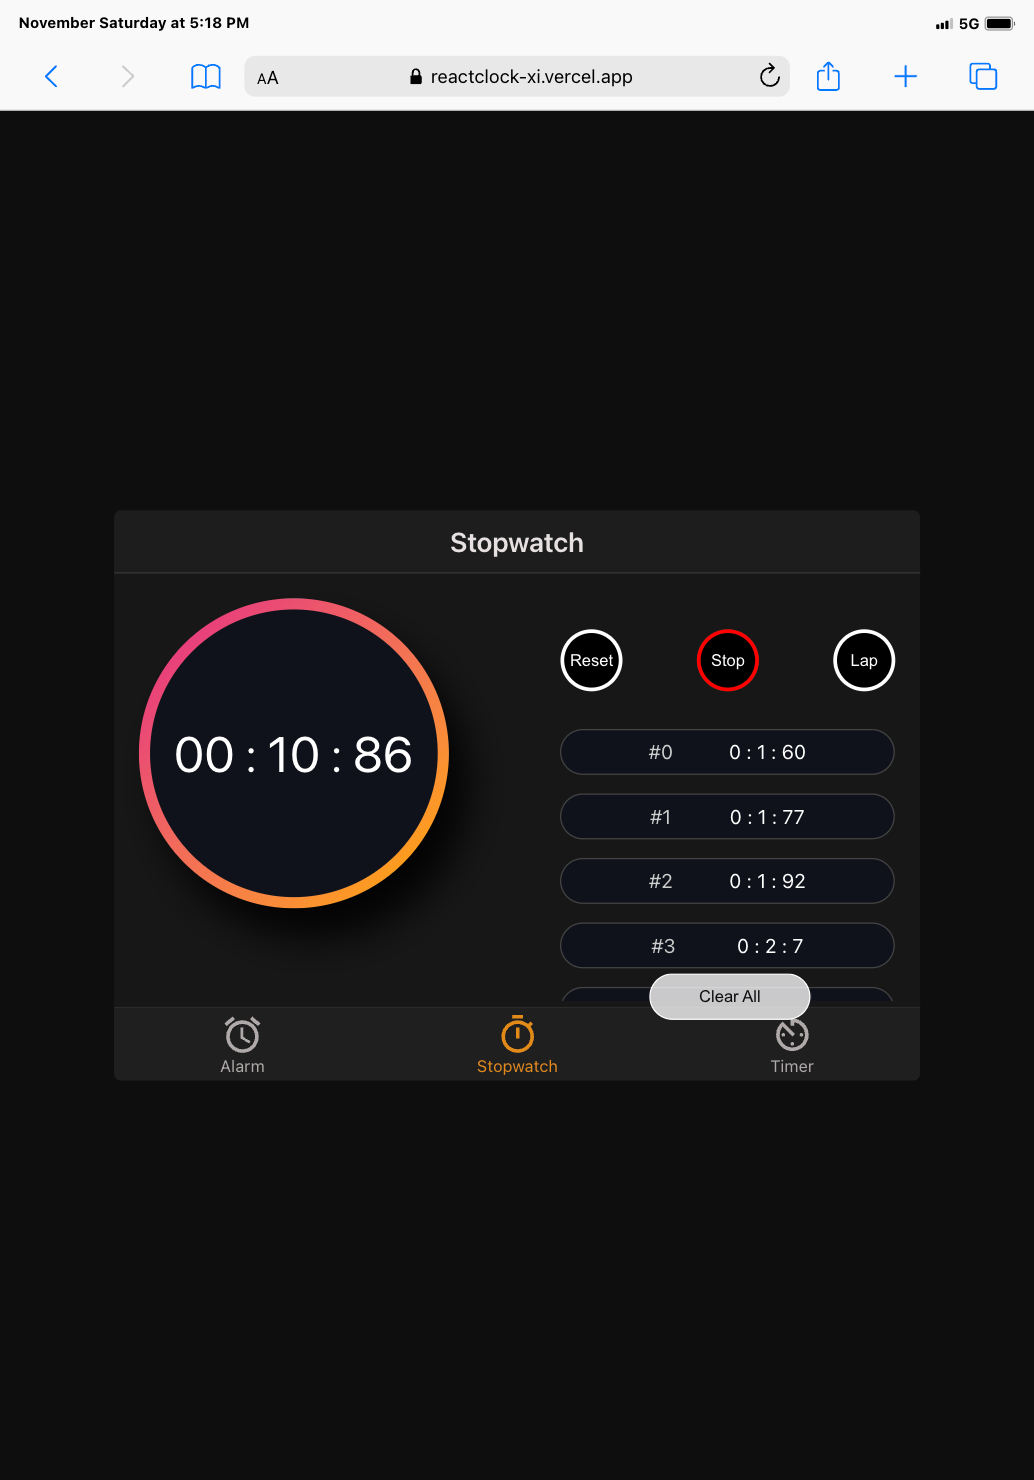 November Saturday at 5:18 PM
5G
AA
reactclock-xi.vercel.app
Stopwatch
00 : 10 : 86
Reset
Stop
Lap
#0 0 : 1 : 60
#1 0 : 1 : 77
#2 0 : 1 : 92
#3 0 : 2 : 7
Clear All
Alarm
Stopwatch
Timer